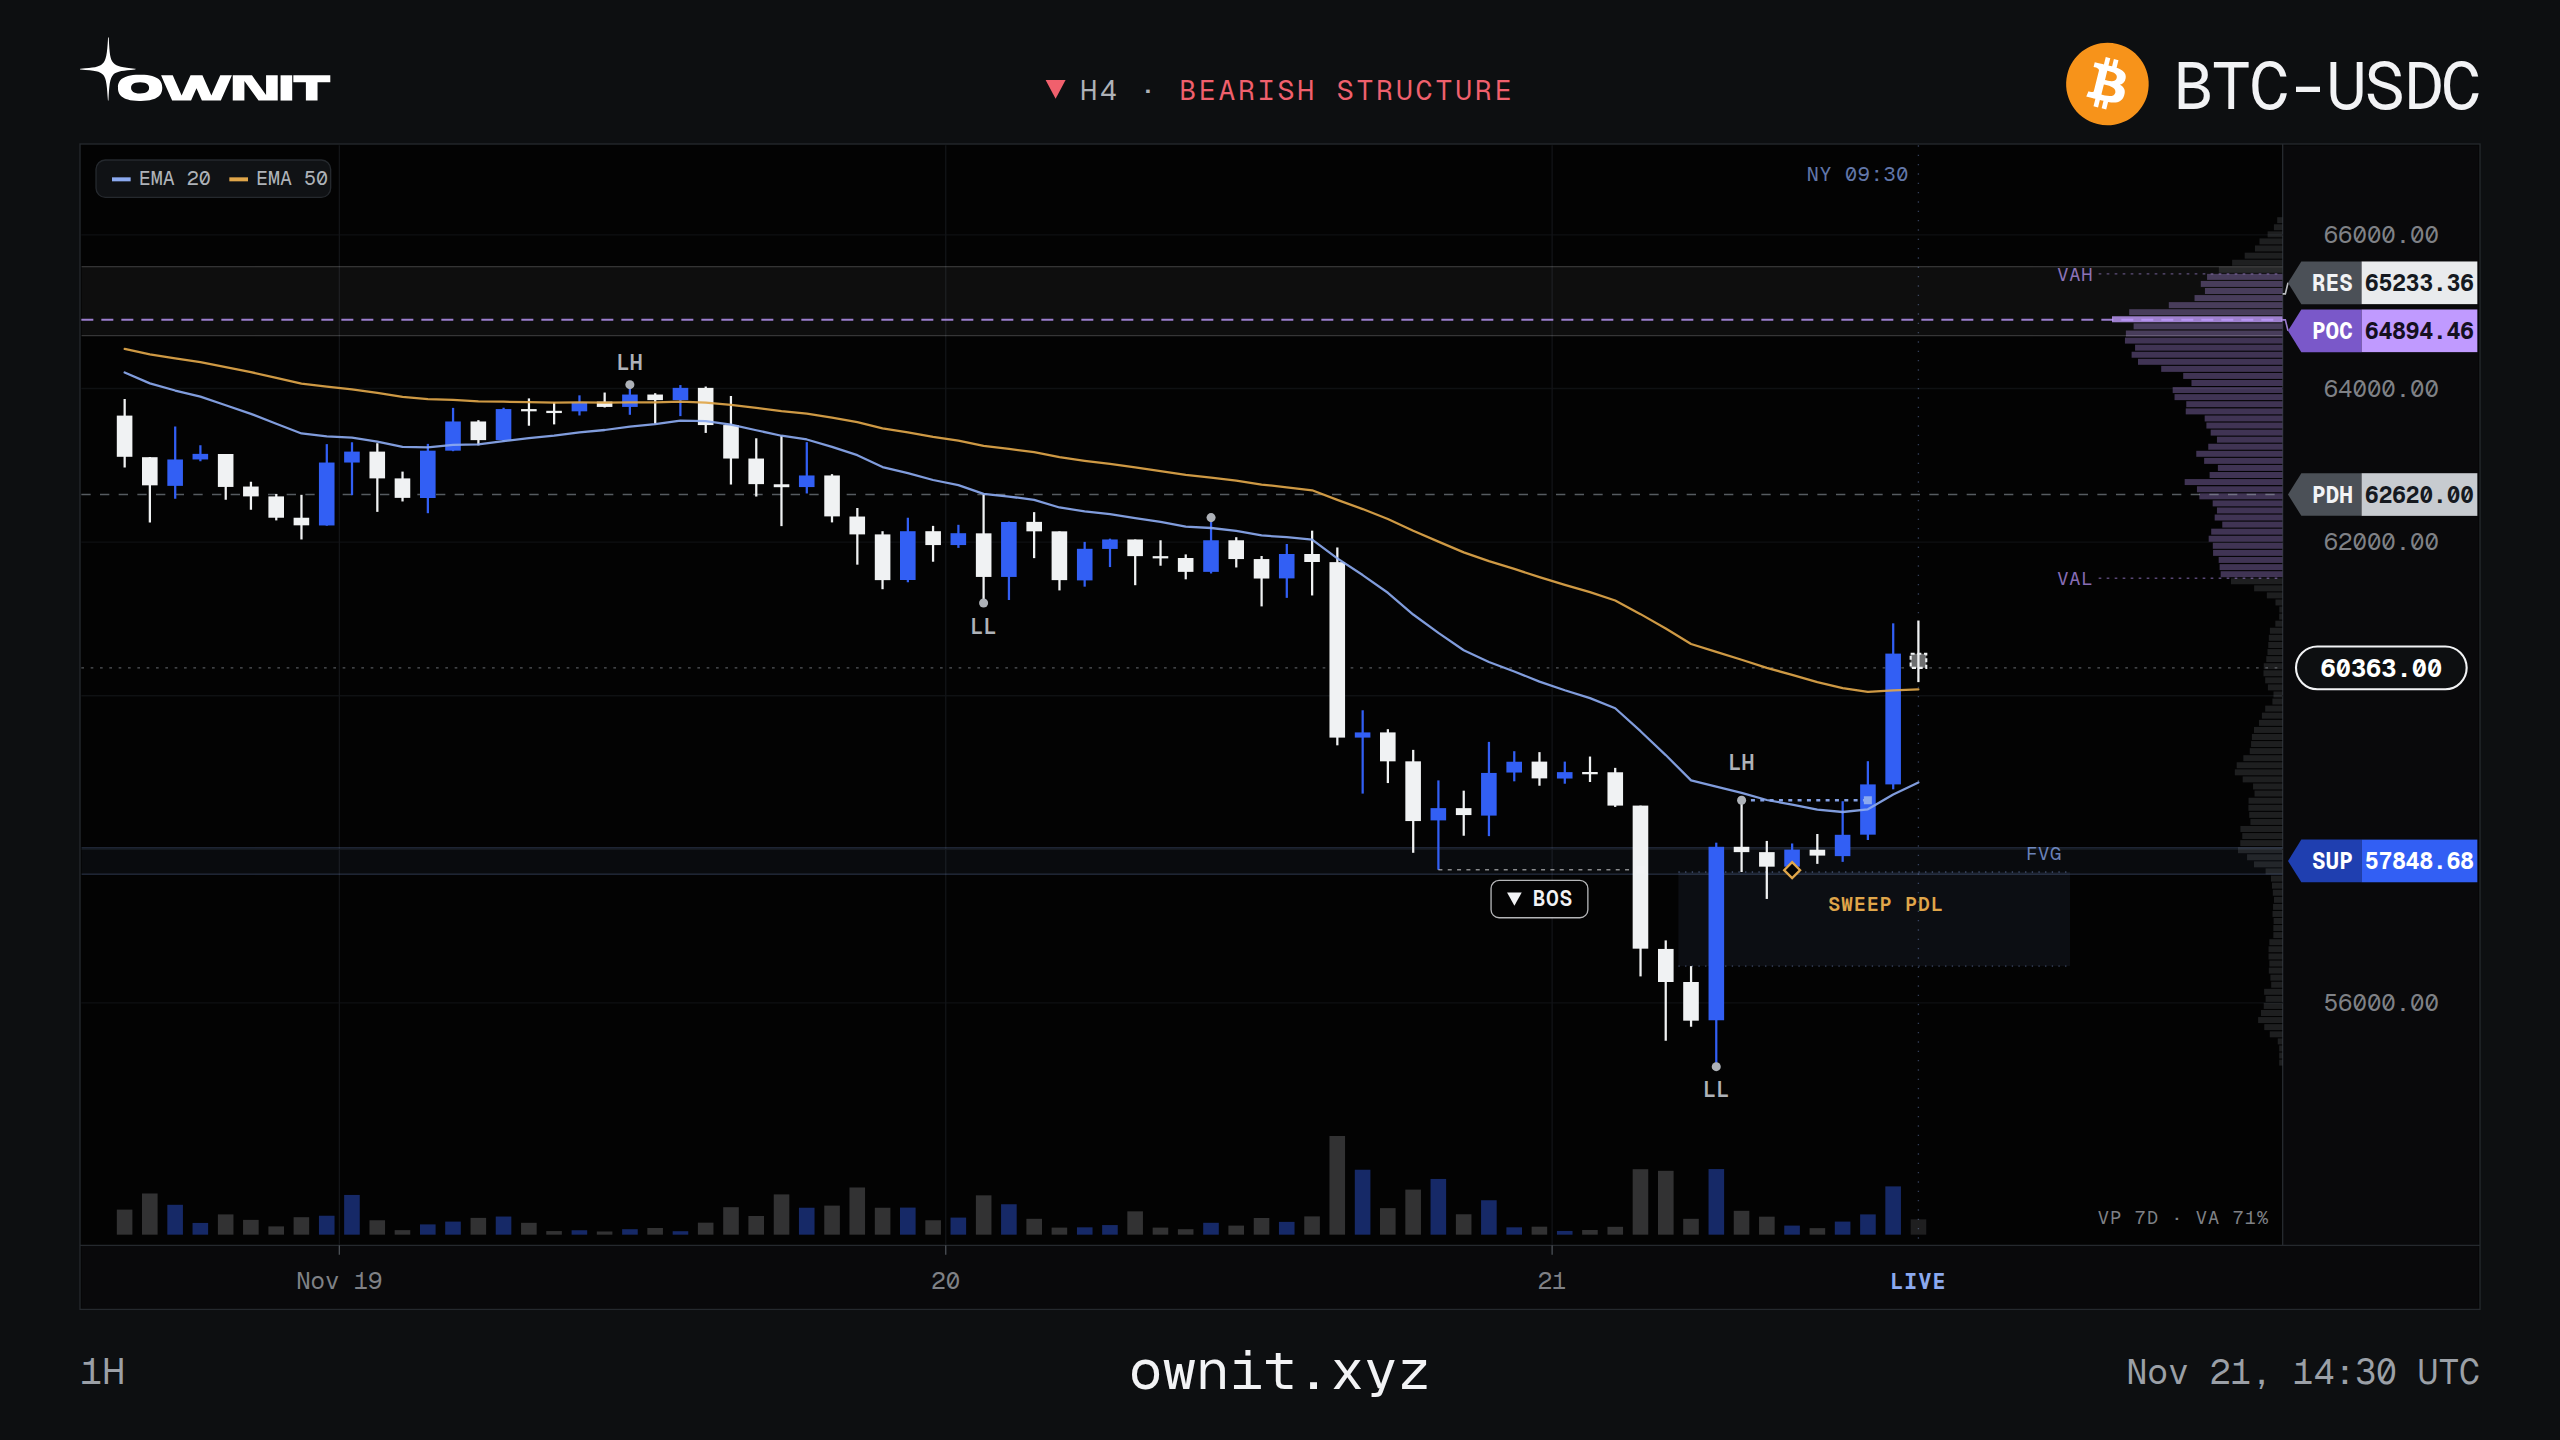 OWNIT
▼ H4 · BEARISH STRUCTURE
BTC-USDC
EMA 20 EMA 50
NY 09:30
66000.00
VAH
RES 65233.36
POC 64894.46
LH
64000.00
PDH 62620.00
62000.00
VAL
LL
60363.00
LH
FVG
SUP 57848.68
▼ BOS
SWEEP PDL
56000.00
LL
VP 7D · VA 71%
Nov 19 20 21 LIVE
1H
ownit.xyz
Nov 21, 14:30 UTC